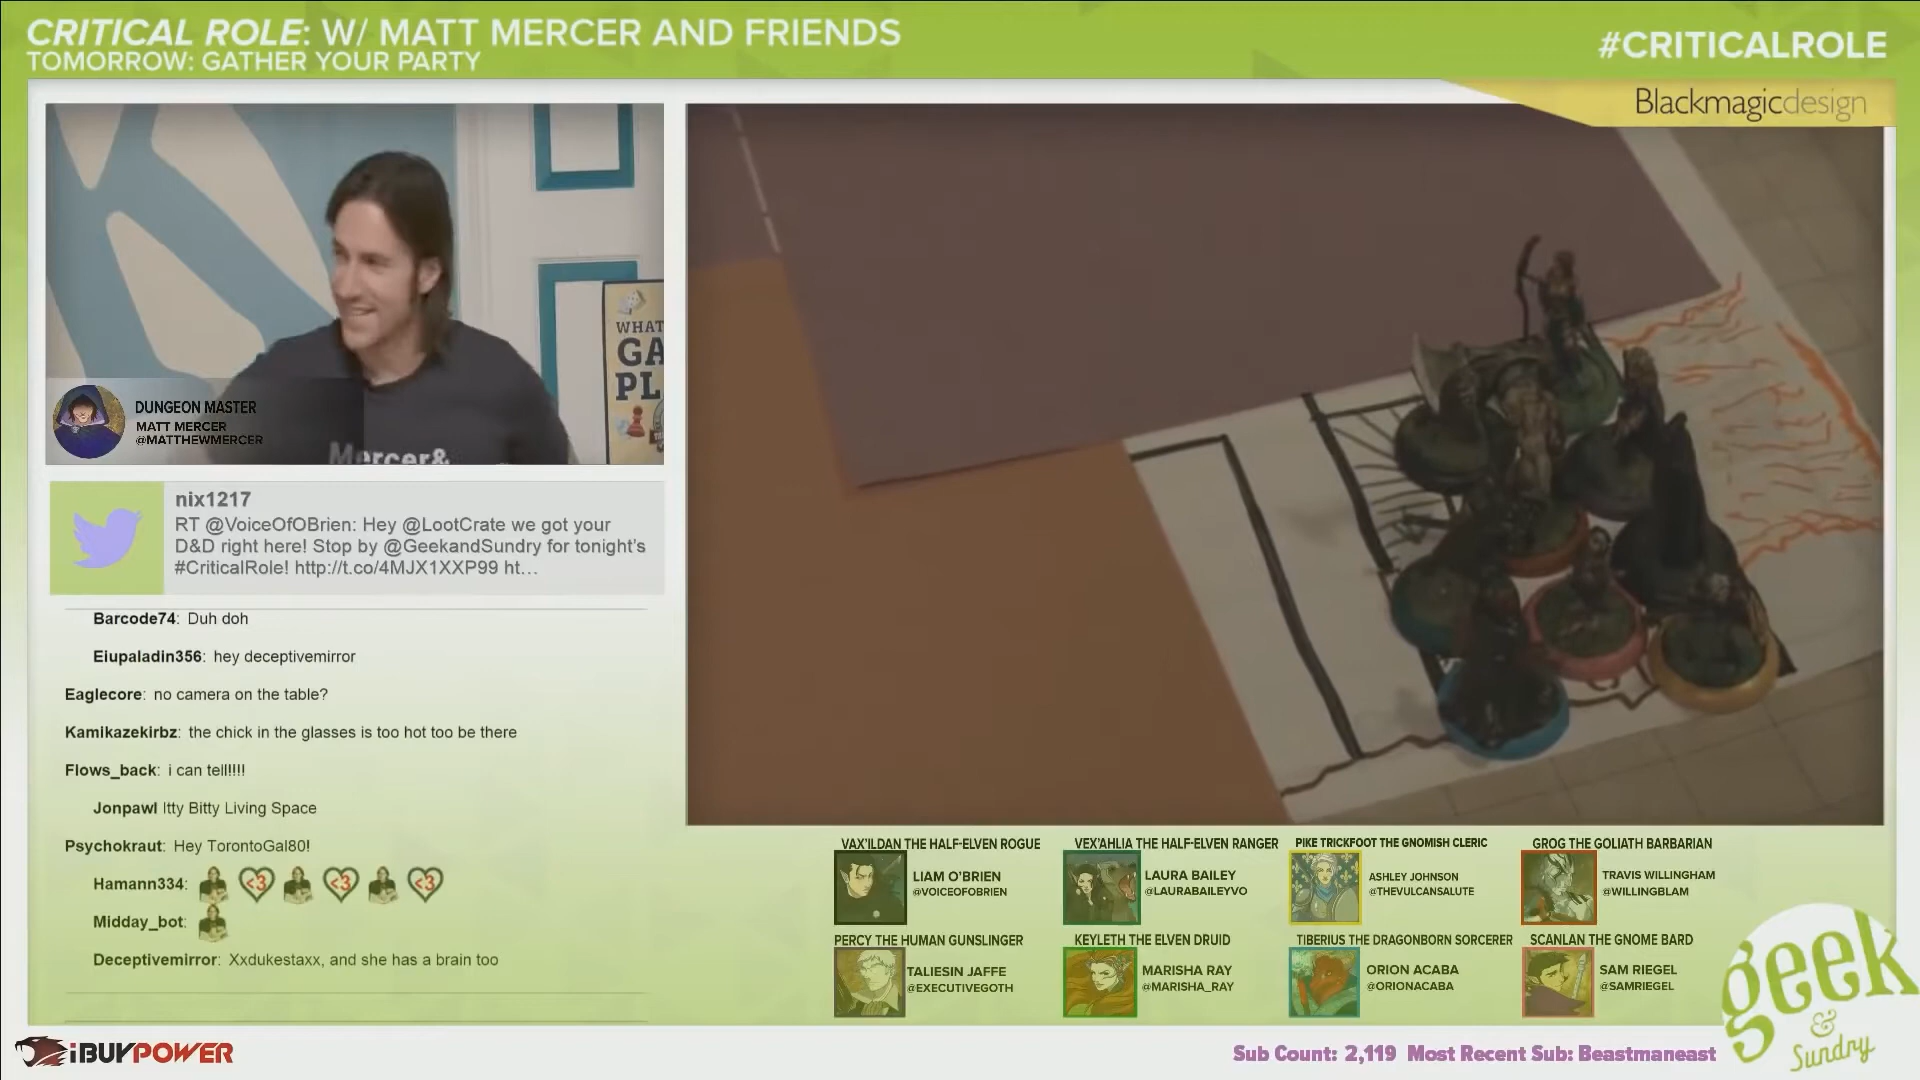 CRITICAL ROLE: W/ MATT MERCER AND FRIENDS
TOMORROW: GATHER YOUR PARTY
#CRITICALROLE
Blackmagicdesign
WHAT
GA
PL
Mercer&
DUNGEON MASTER
MATT MERCER
@MATTHEWMERCER
nix1217
RT @VoiceOfOBrien: Hey @LootCrate we got your
D&D right here! Stop by @GeekandSundry for tonight's
#CriticalRole! http://t.co/4MJX1XXP99 ht...
Barcode74: Duh doh
Eiupaladin356: hey deceptivemirror
Eaglecore: no camera on the table?
Kamikazekirbz: the chick in the glasses is too hot too be there
Flows_back: i can tell!!!!
Jonpawl Itty Bitty Living Space
Psychokraut: Hey TorontoGal80!
Hamann334: <3 <3 <3
Midday_bot:
Deceptivemirror: Xxdukestaxx, and she has a brain too
VAX'ILDAN THE HALF-ELVEN ROGUE
LIAM O'BRIEN
@VOICEOFOBRIEN
VEX'AHLIA THE HALF-ELVEN RANGER
LAURA BAILEY
@LAURABAILEYVO
PIKE TRICKFOOT THE GNOMISH CLERIC
ASHLEY JOHNSON
@THEVULCANSALUTE
GROG THE GOLIATH BARBARIAN
TRAVIS WILLINGHAM
@WILLINGBLAM
PERCY THE HUMAN GUNSLINGER
TALIESIN JAFFE
@EXECUTIVEGOTH
KEYLETH THE ELVEN DRUID
MARISHA RAY
@MARISHA_RAY
TIBERIUS THE DRAGONBORN SORCERER
ORION ACABA
@ORIONACABA
SCANLAN THE GNOME BARD
SAM RIEGEL
@SAMRIEGEL
geek
&
Sundry
iBUYPOWER
Sub Count: 2,119 Most Recent Sub: Beastmaneast